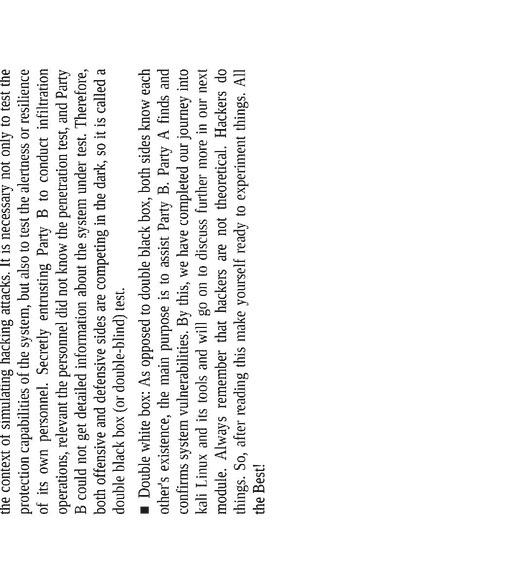 the context of simulating hacking attacks. It is necessary not only to test the
protection capabilities of the system, but also to test the alertness or resilience
of its own personnel. Secretly entrusting Party B to conduct infiltration
operations, relevant the personnel did not know the penetration test, and Party
B could not get detailed information about the system under test. Therefore,
both offensive and defensive sides are competing in the dark, so it is called a
double black box (or double-blind) test.
■ Double white box: As opposed to double black box, both sides know each
other's existence, the main purpose is to assist Party B. Party A finds and
confirms system vulnerabilities. By this, we have completed our journey into
kali Linux and its tools and will go on to discuss further more in our next
module. Always remember that hackers are not theoretical. Hackers do
things. So, after reading this make yourself ready to experiment things. All
the Best!